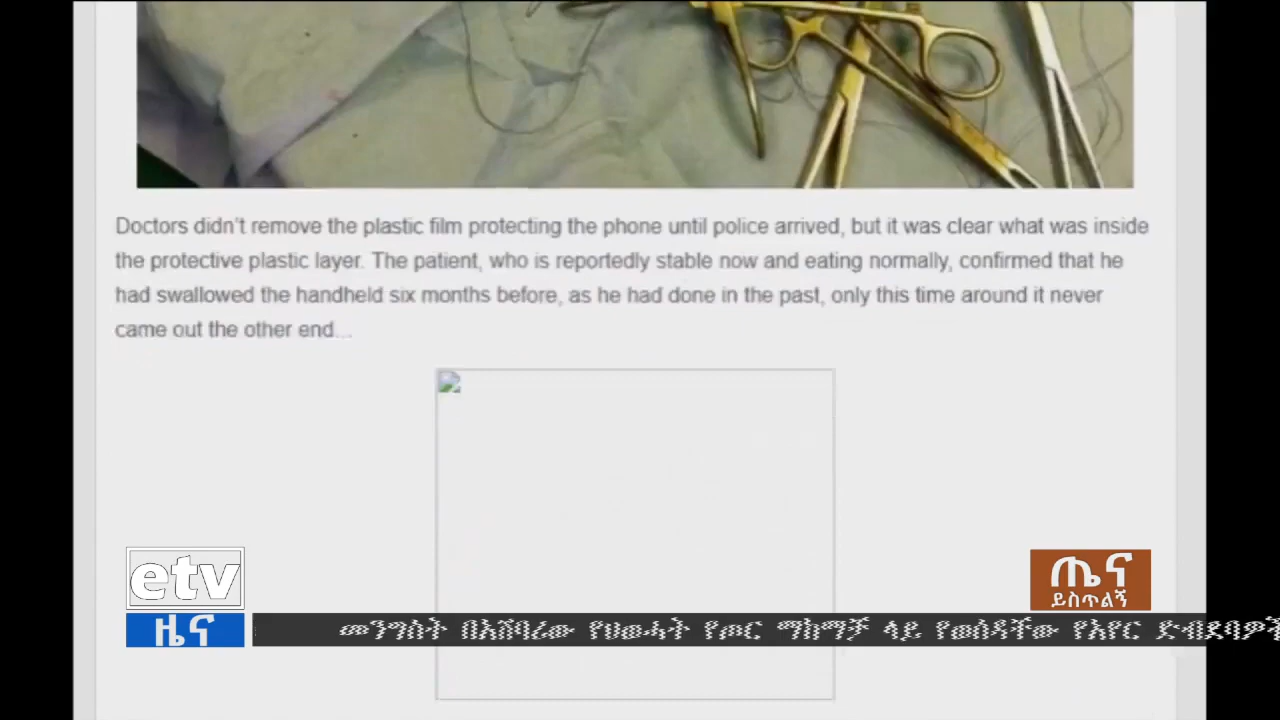 Doctors didn't remove the plastic film protecting the phone until police arrived, but it was clear what was inside
the protective plastic layer. The patient, who is reportedly stable now and eating normally, confirmed that he
had swallowed the handheld six months before, as he had done in the past, only this time around it never
came out the other end...
etv
ጤና
ይስጥልኝ
ዜና
መንግስት በአሸባሪው የህወሓት የጦር ማከማቻ ላይ የወሰዳቸው የአየር ድብደባዎች